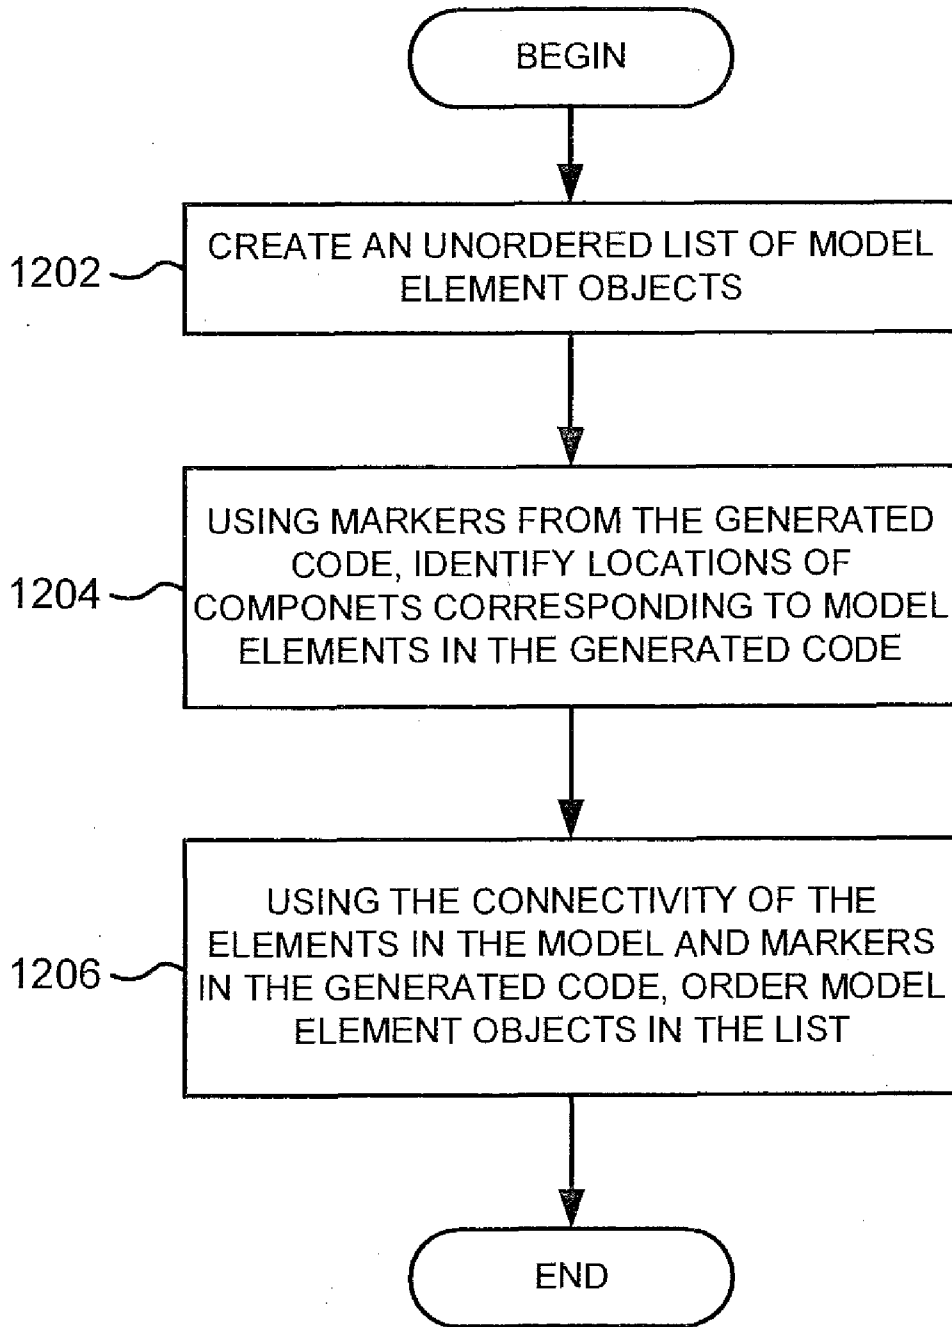 BEGIN
1202
CREATE AN UNORDERED LIST OF MODEL
ELEMENT OBJECTS
1204
USING MARKERS FROM THE GENERATED
CODE, IDENTIFY LOCATIONS OF
COMPONETS CORRESPONDING TO MODEL
ELEMENTS IN THE GENERATED CODE
1206
USING THE CONNECTIVITY OF THE
ELEMENTS IN THE MODEL AND MARKERS
IN THE GENERATED CODE, ORDER MODEL
ELEMENT OBJECTS IN THE LIST
END